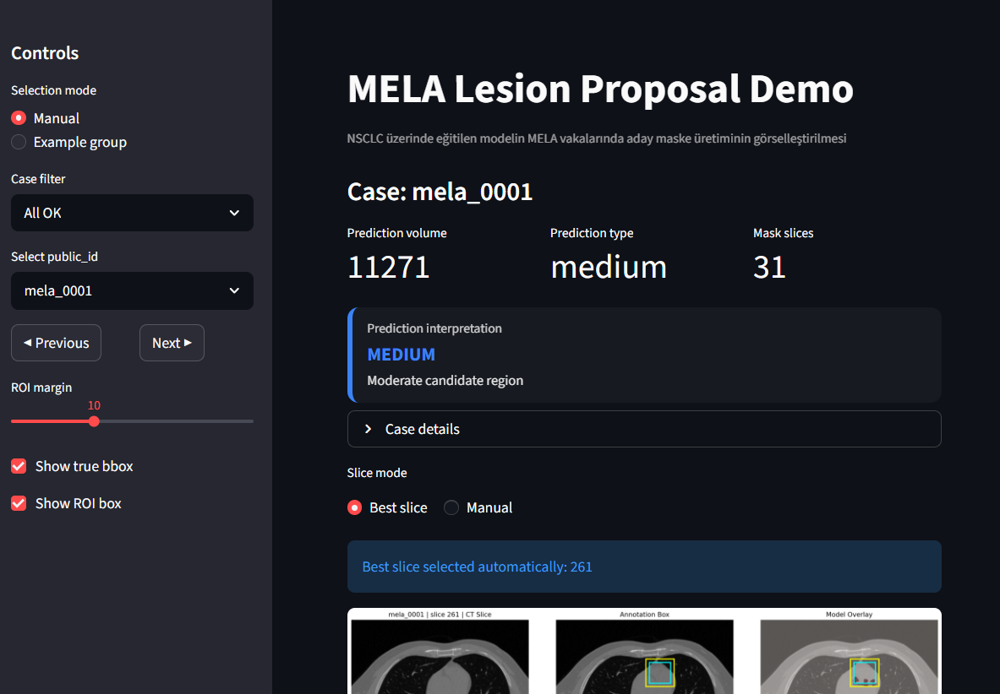 Controls
Selection mode
Manual
Example group
Case filter
All OK
Select public_id
mela_0001
◄ Previous
Next ►
ROI margin
10
Show true bbox
Show ROI box
MELA Lesion Proposal Demo
NSCLC üzerinde eğitilen modelin MELA vakalarında aday maske üretiminin görselleştirilmesi
Case: mela_0001
Prediction volume
11271
Prediction type
medium
Mask slices
31
Prediction interpretation
MEDIUM
Moderate candidate region
Case details
Slice mode
Best slice
Manual
Best slice selected automatically: 261
mela_0001 | slice 261 | CT Slice
Annotation Box
Model Overlay